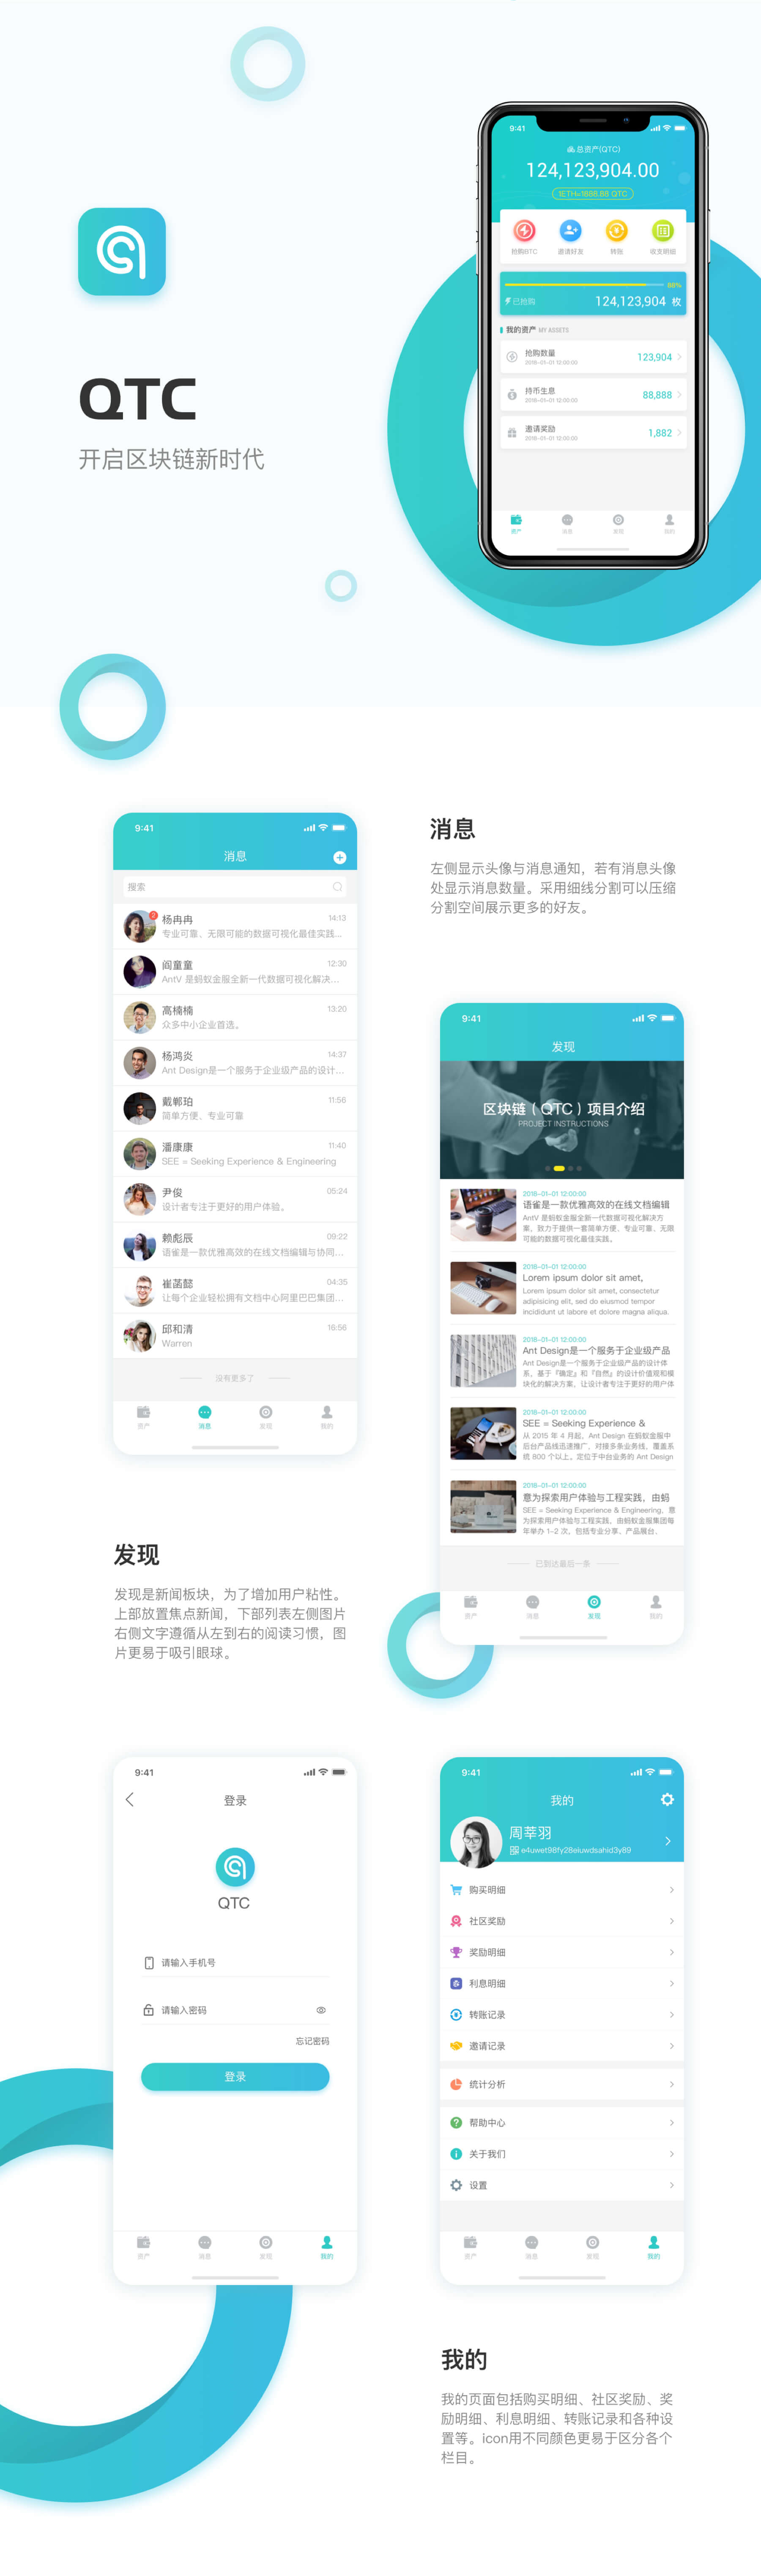 9:41
总资产(QTC)
124,123,904.00
1ETH=1888.88 QTC
抢购BTC
邀请好友
转账
收支明细
88%
已抢购
124,123,904 枚
我的资产 MY ASSETS
抢购数量
2018-01-01 12:00:00
123,904
持币生息
2018-01-01 12:00:00
88,888
邀请奖励
2018-01-01 12:00:00
1,882
资产
消息
发现
我的
QTC
开启区块链新时代
9:41
消息
搜索
2
杨冉冉
14:13
专业可靠、无限可能的数据可视化最佳实践...
阎童童
12:30
AntV 是蚂蚁金服全新一代数据可视化解决...
高楠楠
13:20
众多中小企业首选。
杨鸿炎
14:37
Ant Design是一个服务于企业级产品的设计...
戴郸珀
11:56
简单方便、专业可靠
潘康康
11:40
SEE = Seeking Experience & Engineering
尹俊
05:24
设计者专注于更好的用户体验。
赖彪辰
09:22
语雀是一款优雅高效的在线文档编辑与协同...
崔菡懿
04:35
让每个企业轻松拥有文档中心阿里巴巴集团...
邱和清
16:56
Warren
没有更多了
资产
消息
发现
我的
消息
左侧显示头像与消息通知，若有消息头像
处显示消息数量。采用细线分割可以压缩
分割空间展示更多的好友。
9:41
发现
区块链（QTC）项目介绍
PROJECT INSTRUCTIONS
2018-01-01 12:00:00
语雀是一款优雅高效的在线文档编辑
AntV 是蚂蚁金服全新一代数据可视化解决方
案，致力于提供一套简单方便、专业可靠、无限
可能的数据可视化最佳实践。
2018-01-01 12:00:00
Lorem ipsum dolor sit amet,
Lorem ipsum dolor sit amet, consectetur
adipisicing elit, sed do eiusmod tempor
incididunt ut labore et dolore magna aliqua.
2018-01-01 12:00:00
Ant Design是一个服务于企业级产品
Ant Design是一个服务于企业级产品的设计体
系，基于『确定』和『自然』的设计价值观和模
块化的解决方案，让设计者专注于更好的用户体
2018-01-01 12:00:00
SEE = Seeking Experience &
从 2015 年 4 月起，Ant Design 在蚂蚁金服中
后台产品线迅速推广，对接多条业务线，覆盖系
统 800 个以上。定位于中台业务的 Ant Design
2018-01-01 12:00:00
意为探索用户体验与工程实践，由蚂
SEE = Seeking Experience & Engineering，意
为探索用户体验与工程实践，由蚂蚁金服集团每
年举办 1-2 次，包括专业分享、产品展台、
已到达最后一条
资产
消息
发现
我的
发现
发现是新闻板块，为了增加用户粘性。
上部放置焦点新闻，下部列表左侧图片
右侧文字遵循从左到右的阅读习惯，图
片更易于吸引眼球。
9:41
登录
QTC
请输入手机号
请输入密码
忘记密码
登录
资产
消息
发现
我的
9:41
我的
周莘羽
e4uwet98fy28eiuwdsahid3y89
购买明细
社区奖励
奖励明细
利息明细
转账记录
邀请记录
统计分析
帮助中心
关于我们
设置
资产
消息
发现
我的
我的
我的页面包括购买明细、社区奖励、奖
励明细、利息明细、转账记录和各种设
置等。icon用不同颜色更易于区分各个
栏目。